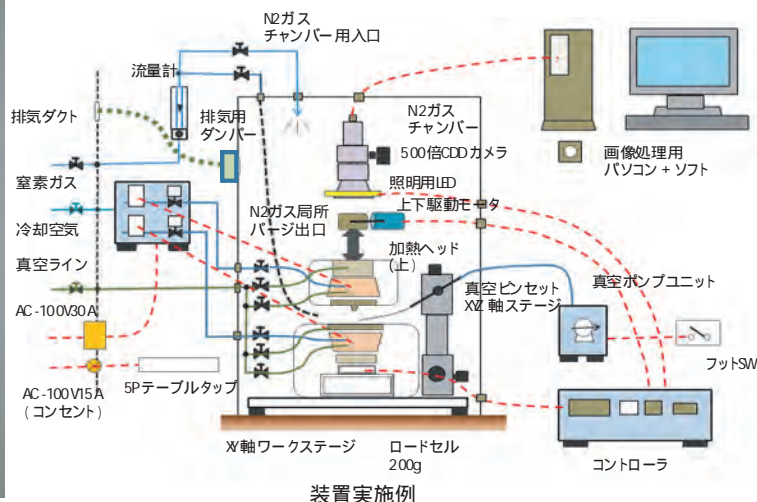 N2ガス
チャンバー用入口
流量計
排気ダクト
排気用
ダンパー
N2ガス
チャンバー
500倍CDDカメラ
画像処理用
パソコン + ソフト
窒素ガス
照明用LED
上下駆動モータ
N2ガス局所
パージ出口
冷却空気
加熱ヘッド
(上)
真空ライン
真空ピンセット
XYZ 軸ステージ
真空ポンプユニット
AC-100V30A
フットSW
5Pテーブルタップ
AC-100V15A
(コンセント)
XY軸ワークステージ
ロードセル
200g
コントローラ
装置実施例